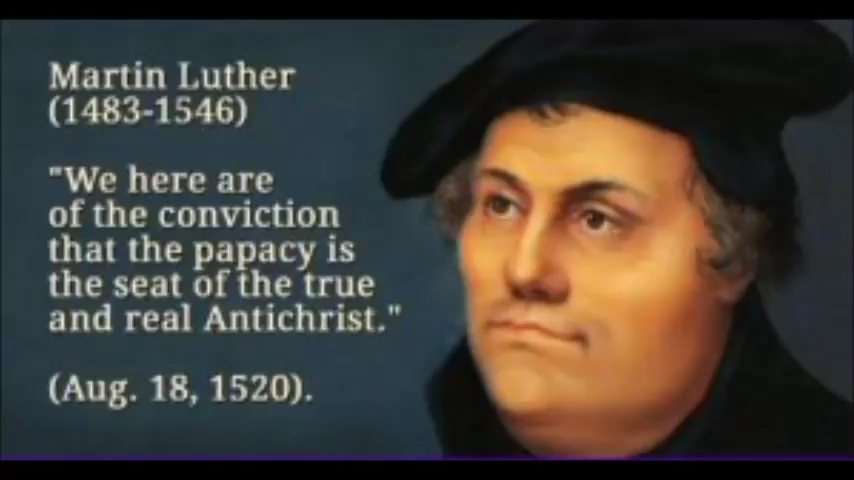 Martin Luther
(1483-1546)
"We here are
of the conviction
that the papacy is
the seat of the true
and real Antichrist."
(Aug. 18, 1520).